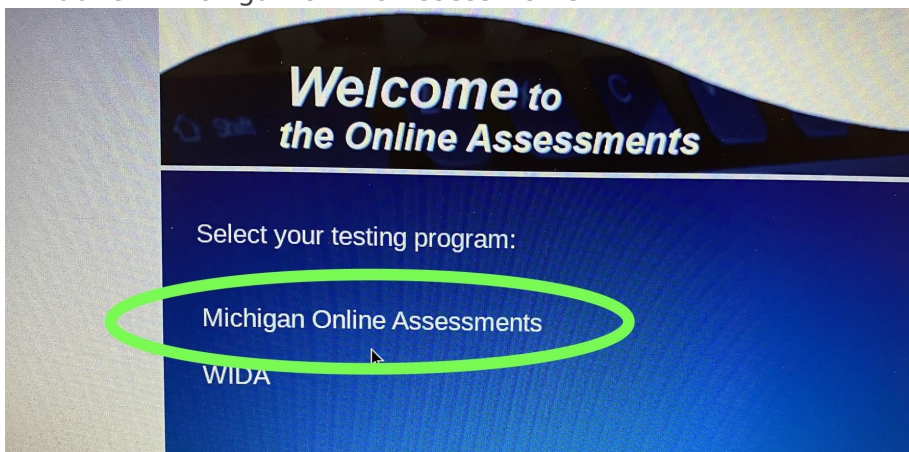 Welcome to
the Online Assessments
Select your testing program:
Michigan Online Assessments
WIDA